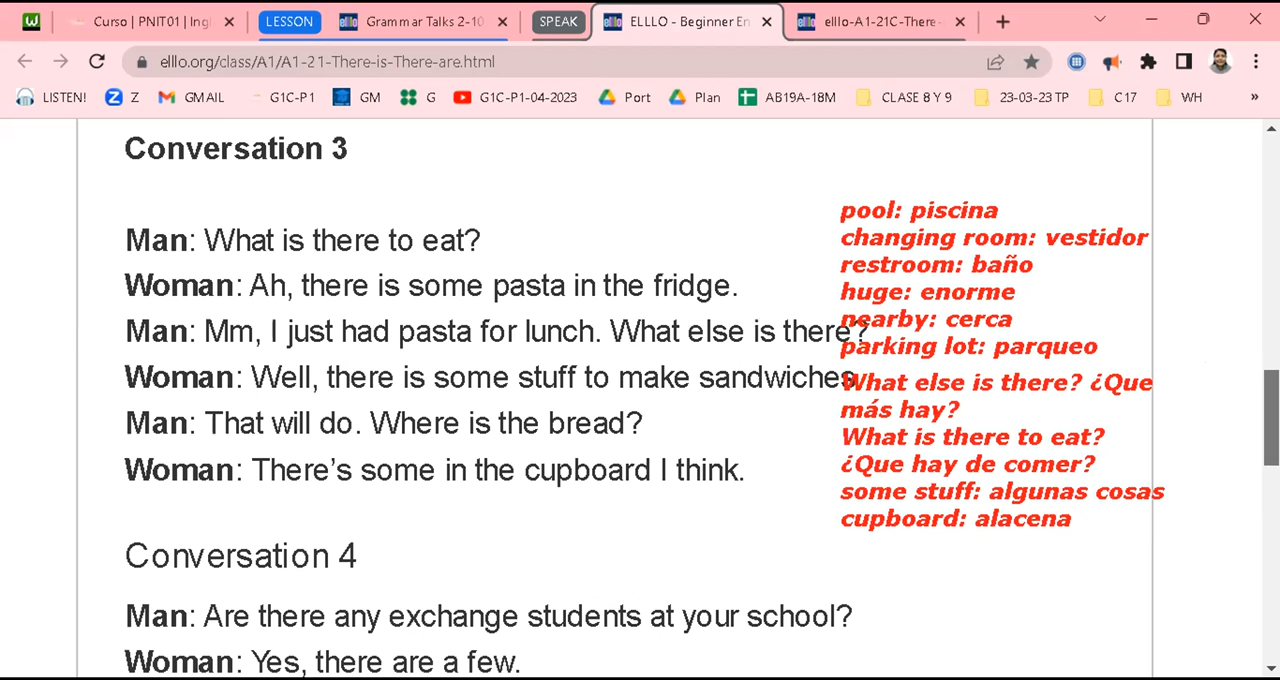 Curso | PNIT01 | Ingl
LESSON
Grammar Talks 2-10
SPEAK
ELLLO - Beginner En
elllo-A1-21C-There-
elllo.org/class/A1/A1-21-There-is-There-are.html
LISTEN!
Z
GMAIL
G1C-P1
GM
G
G1C-P1-04-2023
Port
Plan
AB19A-18M
CLASE 8 Y 9
23-03-23 TP
C17
WH
»
Conversation 3
Man: What is there to eat?
Woman: Ah, there is some pasta in the fridge.
Man: Mm, I just had pasta for lunch. What else is there?
Woman: Well, there is some stuff to make sandwiches.
Man: That will do. Where is the bread?
Woman: There's some in the cupboard I think.
Conversation 4
Man: Are there any exchange students at your school?
Woman: Yes, there are a few.
pool: piscina
changing room: vestidor
restroom: baño
huge: enorme
nearby: cerca
parking lot: parqueo
What else is there? ¿Que
más hay?
What is there to eat?
¿Que hay de comer?
some stuff: algunas cosas
cupboard: alacena